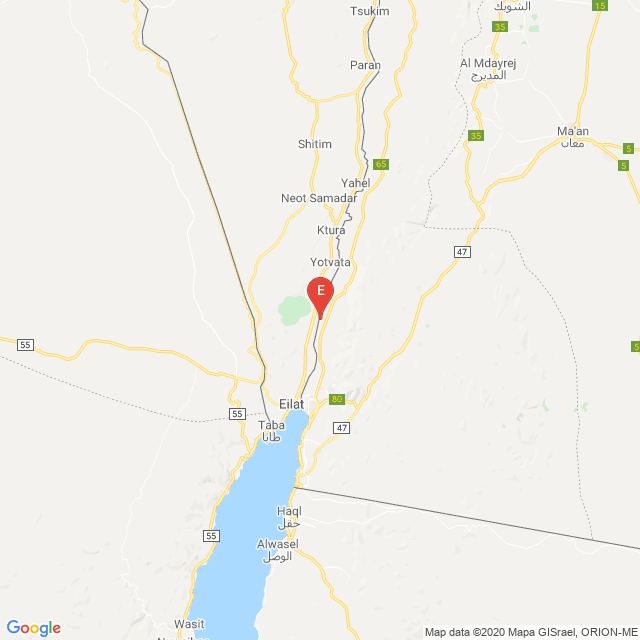 Tsukim
الشوبك
15
35
Paran
Al Mdayrej
المديرج
35
Ma'an
معان
5
5
Shitim
65
Yahel
Neot Samadar
Ktura
47
Yotvata
E
55
5
80
Eilat
55
Taba
طابا
47
Haql
حقل
55
Alwasel
الوصل
Wasit
Google
Map data ©2020 Mapa GISrael, ORION-ME